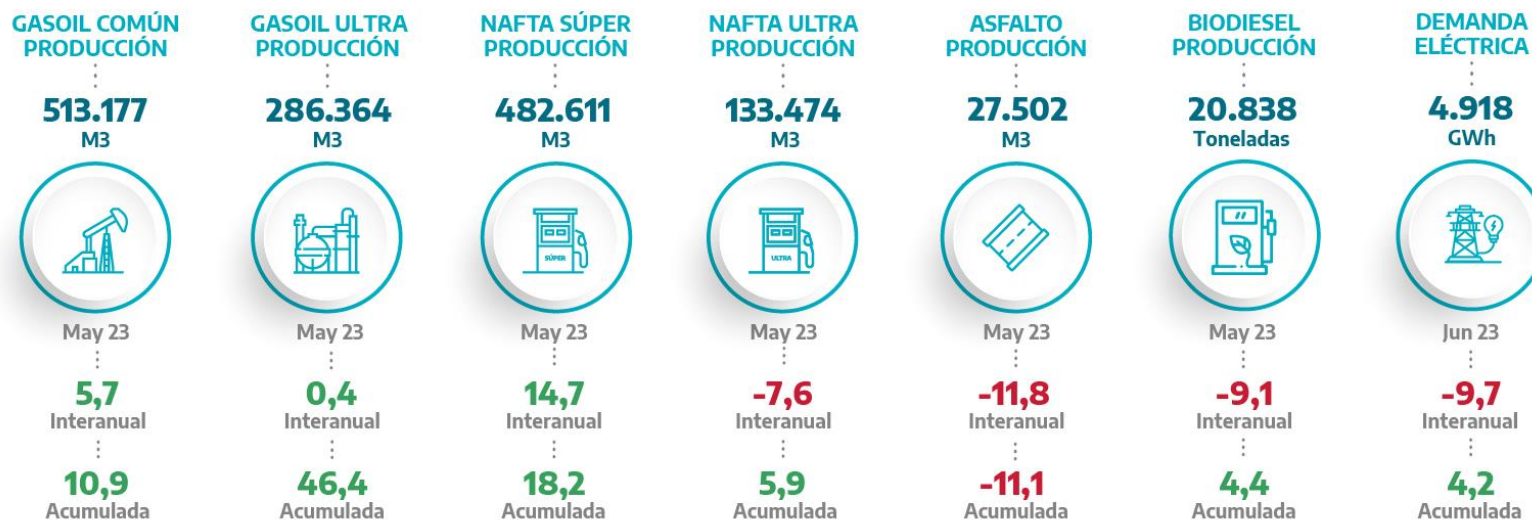 GASOIL COMÚN
PRODUCCIÓN
513.177
M3
May 23
5,7
Interanual
10,9
Acumulada
GASOIL ULTRA
PRODUCCIÓN
286.364
M3
May 23
0,4
Interanual
46,4
Acumulada
NAFTA SÚPER
PRODUCCIÓN
482.611
M3
SÚPER
May 23
14,7
Interanual
18,2
Acumulada
NAFTA ULTRA
PRODUCCIÓN
133.474
M3
ULTRA
May 23
-7,6
Interanual
5,9
Acumulada
ASFALTO
PRODUCCIÓN
27.502
M3
May 23
-11,8
Interanual
-11,1
Acumulada
BIODIESEL
PRODUCCIÓN
20.838
Toneladas
May 23
-9,1
Interanual
4,4
Acumulada
DEMANDA
ELÉCTRICA
4.918
GWh
Jun 23
-9,7
Interanual
4,2
Acumulada